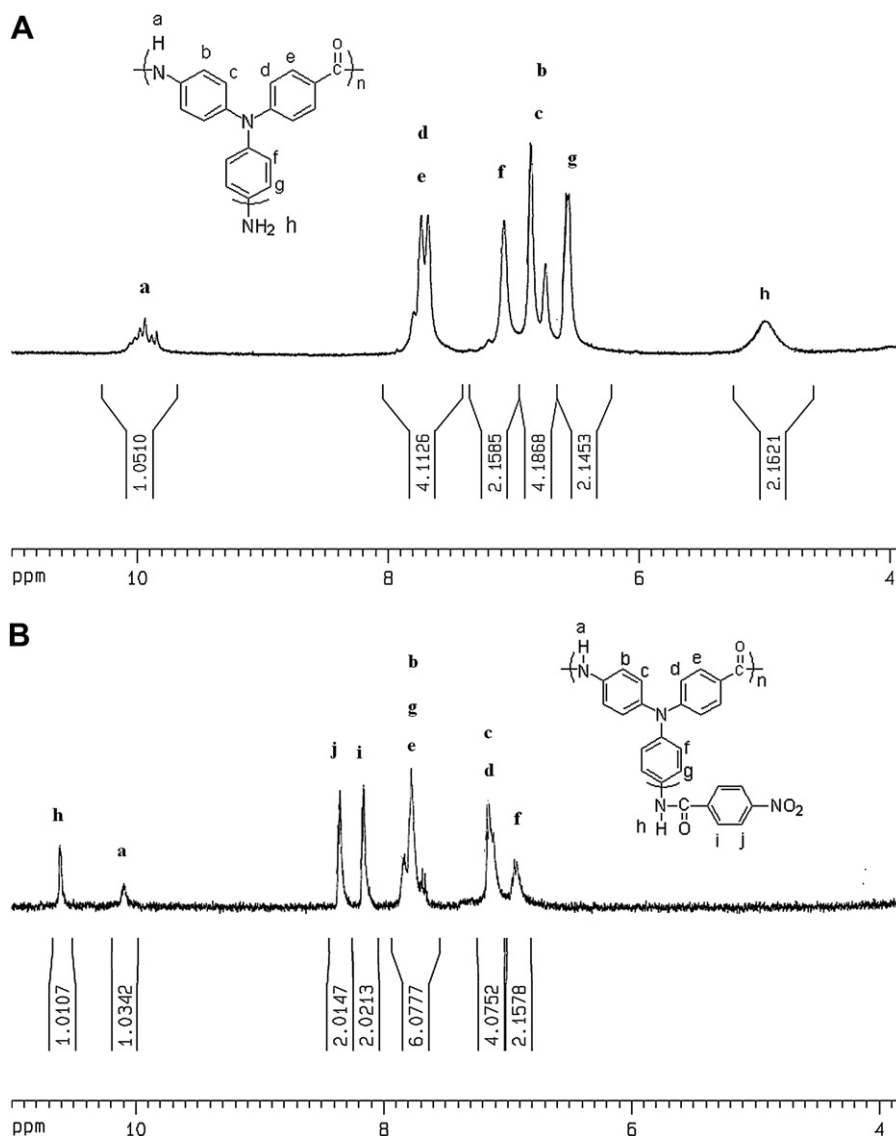 A
a
H
O
b
e
c
d
N
C
n
N
f
g
NH2 h
b
d
c
e
f
g
a
h
1.0510
4.1126
2.1585
4.1868
2.1453
2.1621
ppm 10 8 6 4
B
a
H
O
b
c
d
e
N
C
n
N
f
g
N C NO2
h H O i j
b
g
c
j i e
d
h
a
f
1.0107
1.0342
2.0147
2.0213
6.0777
4.0752
2.1578
ppm 10 8 6 4